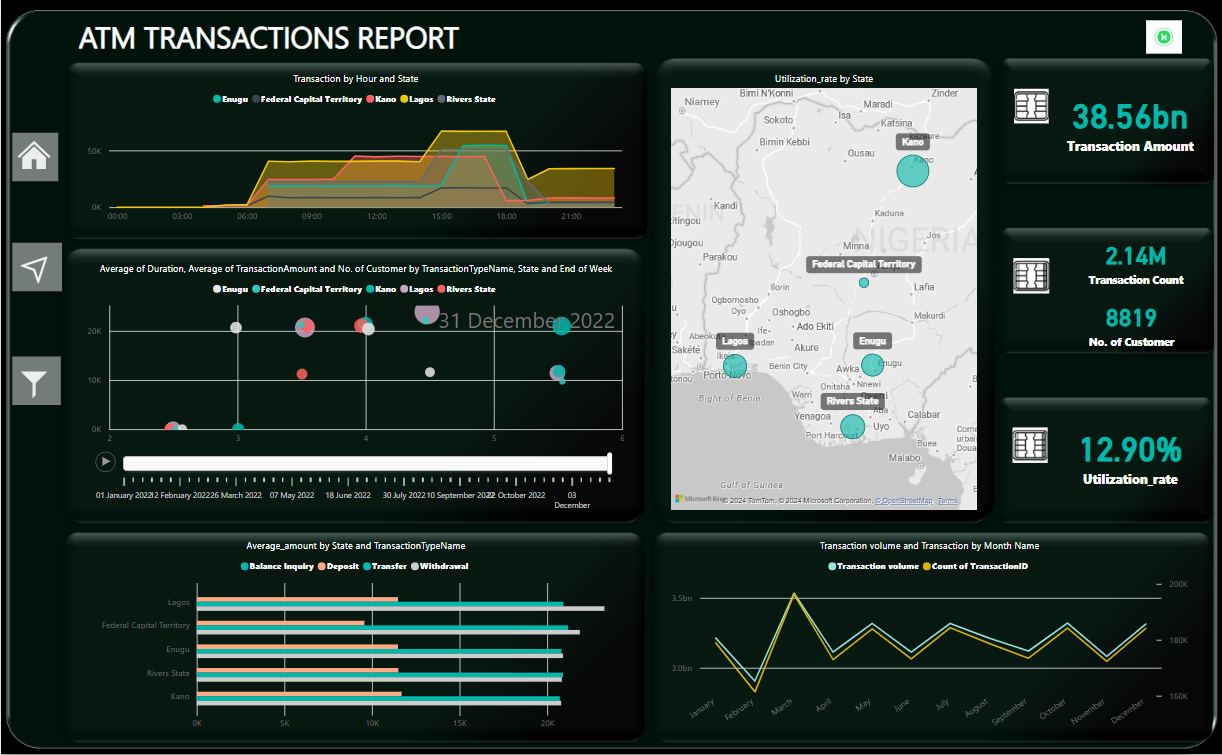 ATM TRANSACTIONS REPORT
Transaction by Hour and State
Enugu Federal Capital Territory Kano Lagos Rivers State
50K
0K
00:00 03:00 06:00 09:00 12:00 15:00 18:00 21:00
Average of Duration, Average of TransactionAmount and No. of Customer by TransactionTypeName, State and End of Week
Enugu Federal Capital Territory Kano Lagos Rivers State
31 December 2022
20K
10K
0K
2 3 4 5 6
01 January 2022 12 February 2022 26 March 2022 07 May 2022 18 June 2022 30 July 2022 10 September 2022 22 October 2022 03
December
Average_amount by State and TransactionTypeName
Balance Inquiry Deposit Transfer Withdrawal
Lagos
Federal Capital Territory
Enugu
Rivers State
Kano
0K 5K 10K 15K 20K
Utilization_rate by State
Niamey
Birni N'Konni
Zinder
Maradi
Sokoto
Isa
Katsina
Kazaure
Birnin Kebbi
Kano
Gusau
Kano
Kandi
Kaduna
NIGERIA
Jos
Minna
Parakou
Federal Capital Territory
Ilorin
Lafia
Ogbomosho
Oyo
Oshogbo
Makurdi
Ife
Ado Ekiti
Abeokuta
Lagos
Akure
Enugu
Sakété
Ikeja
Benin City
Awka
Enugu
Porto-Novo
Onitsha
Nnewi
Bight of Benin
Warri
Owerri
Rivers State
Aba
Yenagoa
Calabar
Port Harcourt
Uyo
Buea
Douala
Malabo
Gulf of Guinea
Microsoft Bing
© 2024 TomTom, © 2024 Microsoft Corporation, © OpenStreetMap Terms
38.56bn
Transaction Amount
2.14M
Transaction Count
8819
No. of Customer
12.90%
Utilization_rate
Transaction volume and Transaction by Month Name
Transaction volume Count of TransactionID
3.5bn
3.0bn
200K
180K
160K
January February March April May June July August September October November December